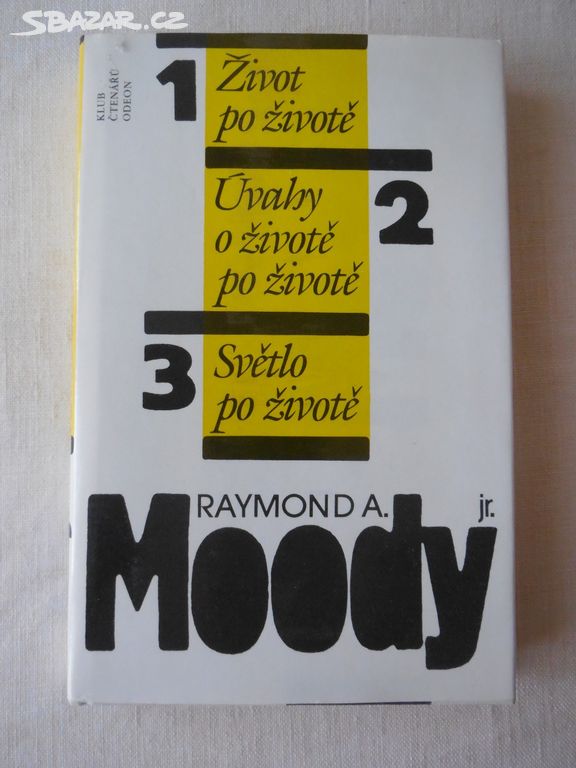 SBAZAR.CZ
KLUB
ČTENÁŘŮ
ODEON
1
Život
po životě
2
Úvahy
o životě
po životě
3
Světlo
po životě
RAYMOND A.
jr.
Moody